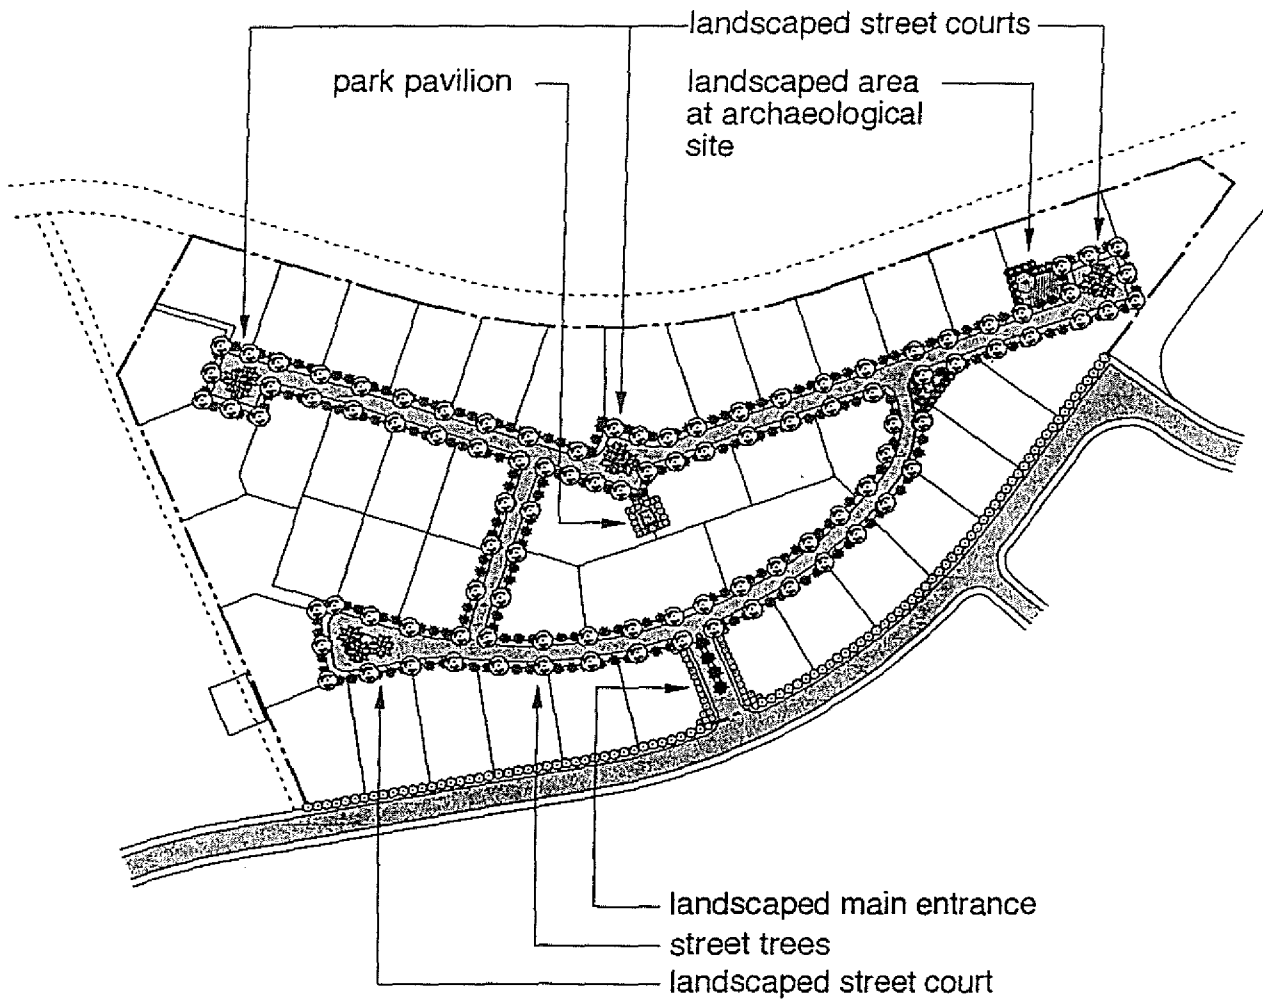 landscaped street courts
park pavilion
landscaped area
at archaeological
site
landscaped main entrance
street trees
landscaped street court